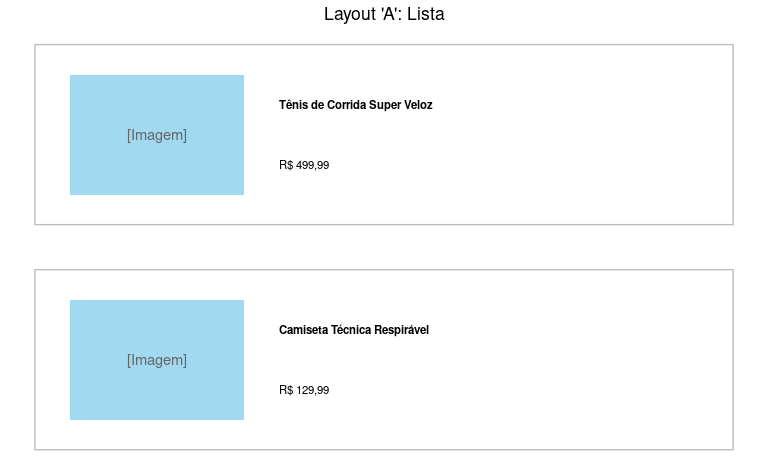 Layout 'A': Lista
[Imagem]
Tênis de Corrida Super Veloz
R$ 499,99
[Imagem]
Camiseta Técnica Respirável
R$ 129,99